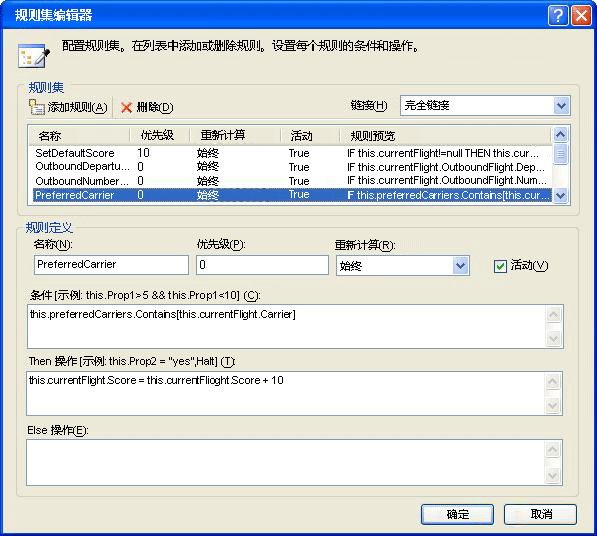 规则集编辑器
配置规则集。在列表中添加或删除规则。设置每个规则的条件和操作。
规则集
添加规则(A) 删除(D) 链接(H) 完全链接
名称 优先级 重新计算 活动 规则预览
SetDefaultScore 10 始终 True IF this.currentFlight!=null THEN this.cur...
OutboundDepartu... 0 始终 True IF this.currentFlight.OutboundFlight.Dep...
OutboundNumber... 0 始终 True IF this.currentFlight.OutboundFlight.Num...
PreferredCarrier 0 始终 True IF this.preferredCarriers.Contains[this.cur...
规则定义
名称(N): 优先级(P): 重新计算(R):
PreferredCarrier 0 始终 活动(V)
条件 [示例: this.Prop1>5 && this.Prop1<10] (C):
this.preferredCarriers.Contains[this.currentFlight.Carrier]
Then 操作 [示例: this.Prop2 = "yes",Halt] (T):
this.currentFlight.Score = this.currentFlioght.Score + 10
Else 操作(E):
确定 取消